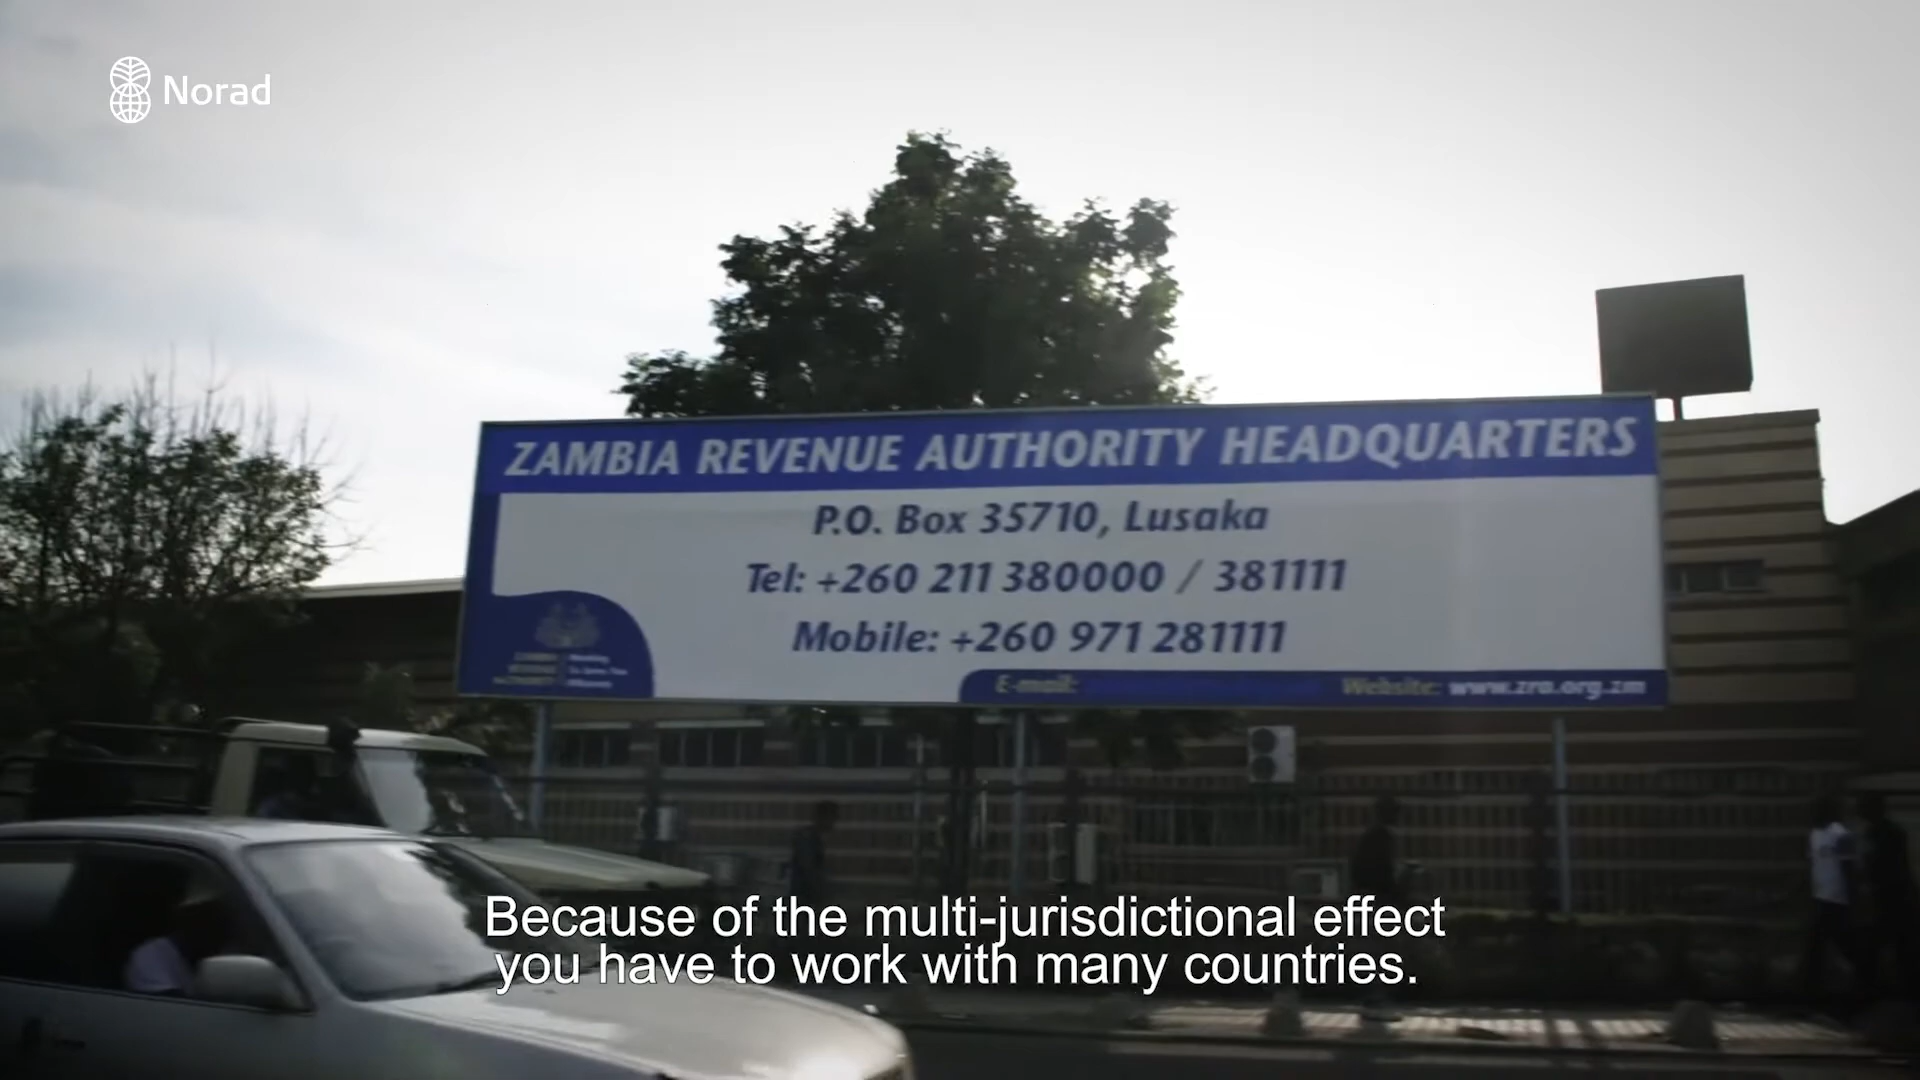 Norad
ZAMBIA REVENUE AUTHORITY HEADQUARTERS
P.O. Box 35710, Lusaka
Tel: +260 211 380000 / 381111
Mobile: +260 971 281111
E-mail:
Website: www.zra.org.zm
Because of the multi-jurisdictional effect
you have to work with many countries.